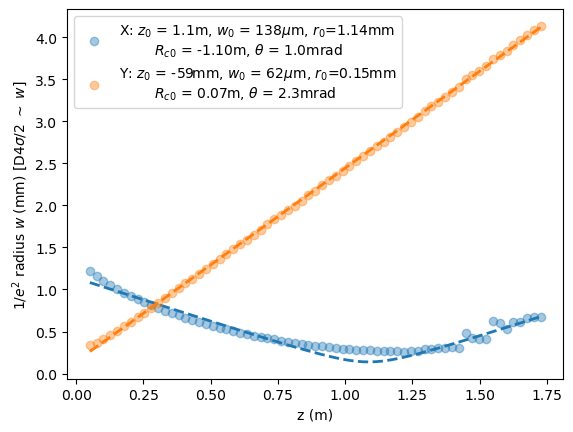 X: z₀ = 1.1m, w₀ = 138μm, r₀=1.14mm
R_c0 = -1.10m, θ = 1.0mrad
Y: z₀ = -59mm, w₀ = 62μm, r₀=0.15mm
R_c0 = 0.07m, θ = 2.3mrad
1/e² radius w (mm) [D4σ/2 ~ w]
4.0
3.5
3.0
2.5
2.0
1.5
1.0
0.5
0.0
0.00 0.25 0.50 0.75 1.00 1.25 1.50 1.75
z (m)